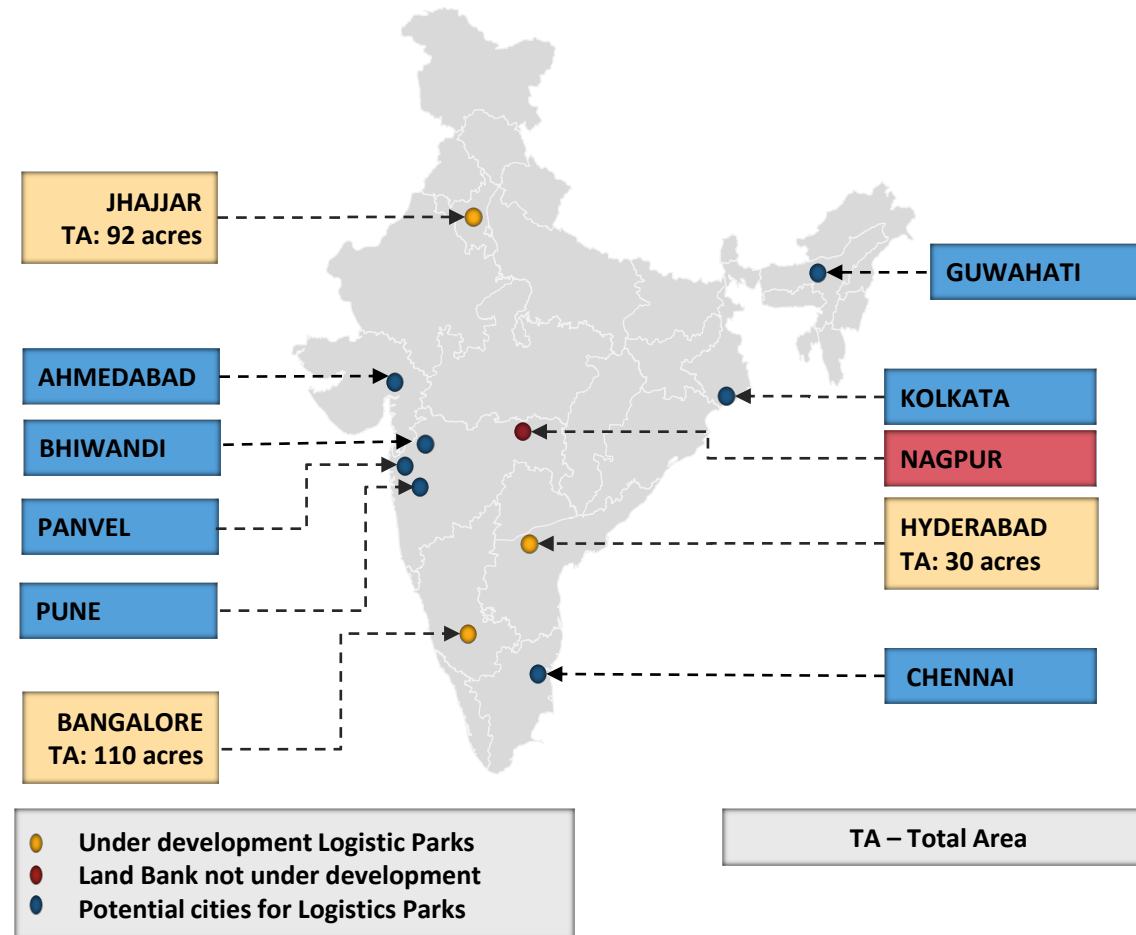 JHAJJAR
TA: 92 acres
GUWAHATI
AHMEDABAD
KOLKATA
BHIWANDI
NAGPUR
PANVEL
HYDERABAD
TA: 30 acres
PUNE
CHENNAI
BANGALORE
TA: 110 acres
Under development Logistic Parks
Land Bank not under development
Potential cities for Logistics Parks
TA – Total Area